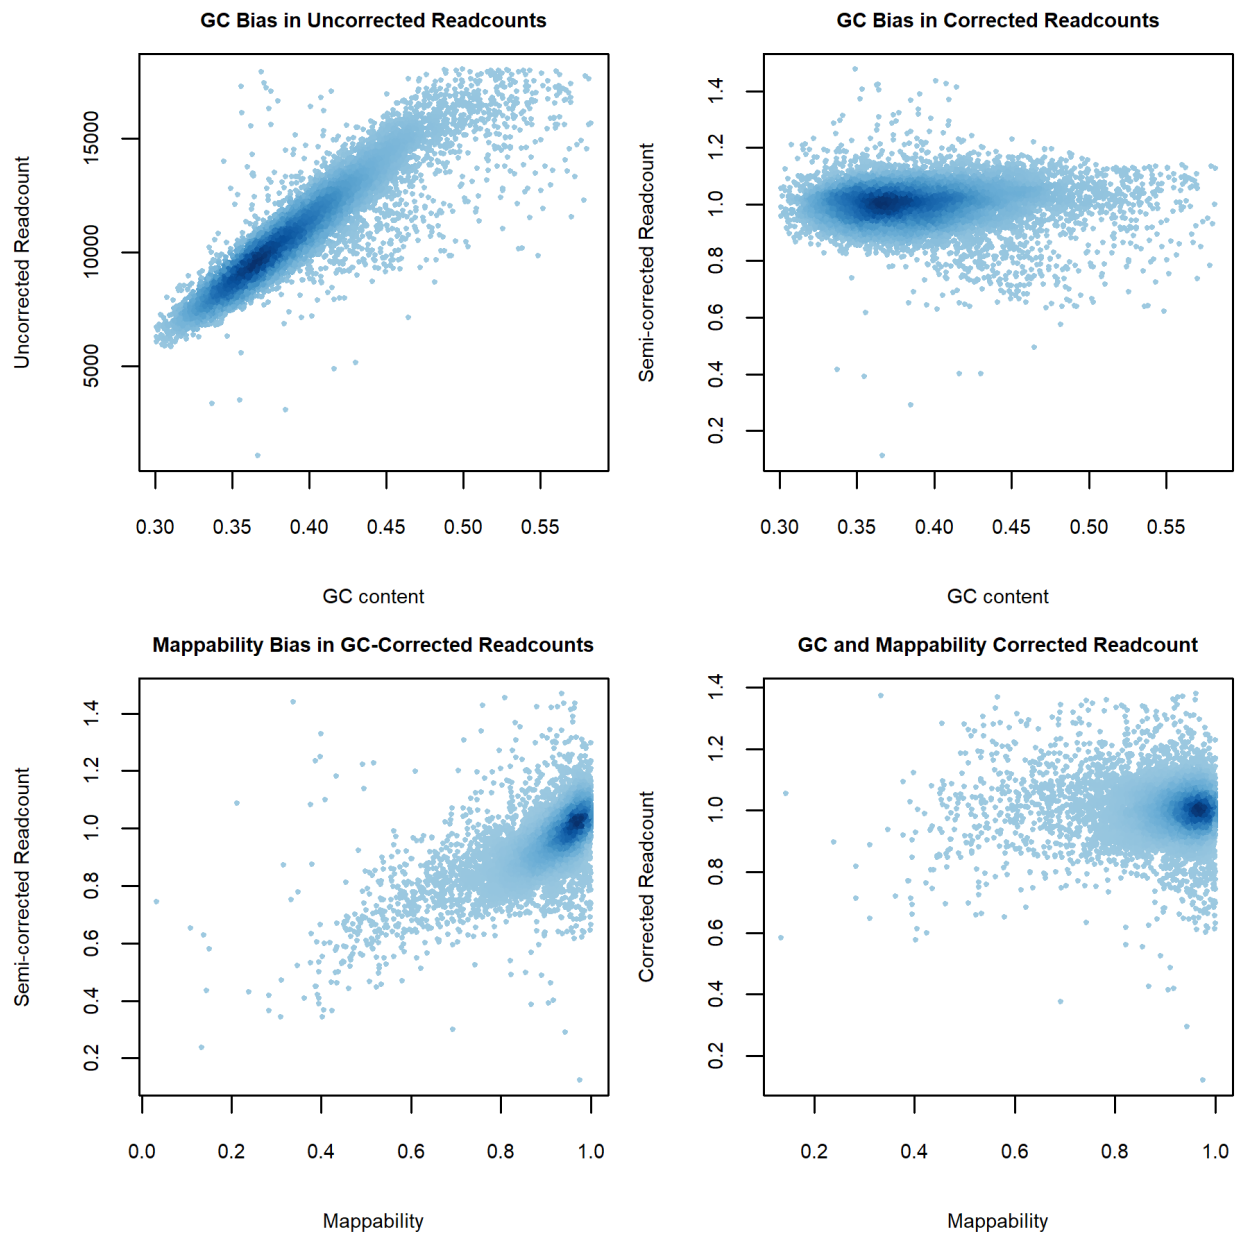 GC Bias in Uncorrected Readcounts
Uncorrected Readcount
15000
10000
5000
0.30 0.35 0.40 0.45 0.50 0.55
GC content
GC Bias in Corrected Readcounts
Semi-corrected Readcount
1.4
1.2
1.0
0.8
0.6
0.4
0.2
0.30 0.35 0.40 0.45 0.50 0.55
GC content
Mappability Bias in GC-Corrected Readcounts
Semi-corrected Readcount
1.4
1.2
1.0
0.8
0.6
0.4
0.2
0.0 0.2 0.4 0.6 0.8 1.0
Mappability
GC and Mappability Corrected Readcount
Corrected Readcount
1.4
1.2
1.0
0.8
0.6
0.4
0.2
0.2 0.4 0.6 0.8 1.0
Mappability